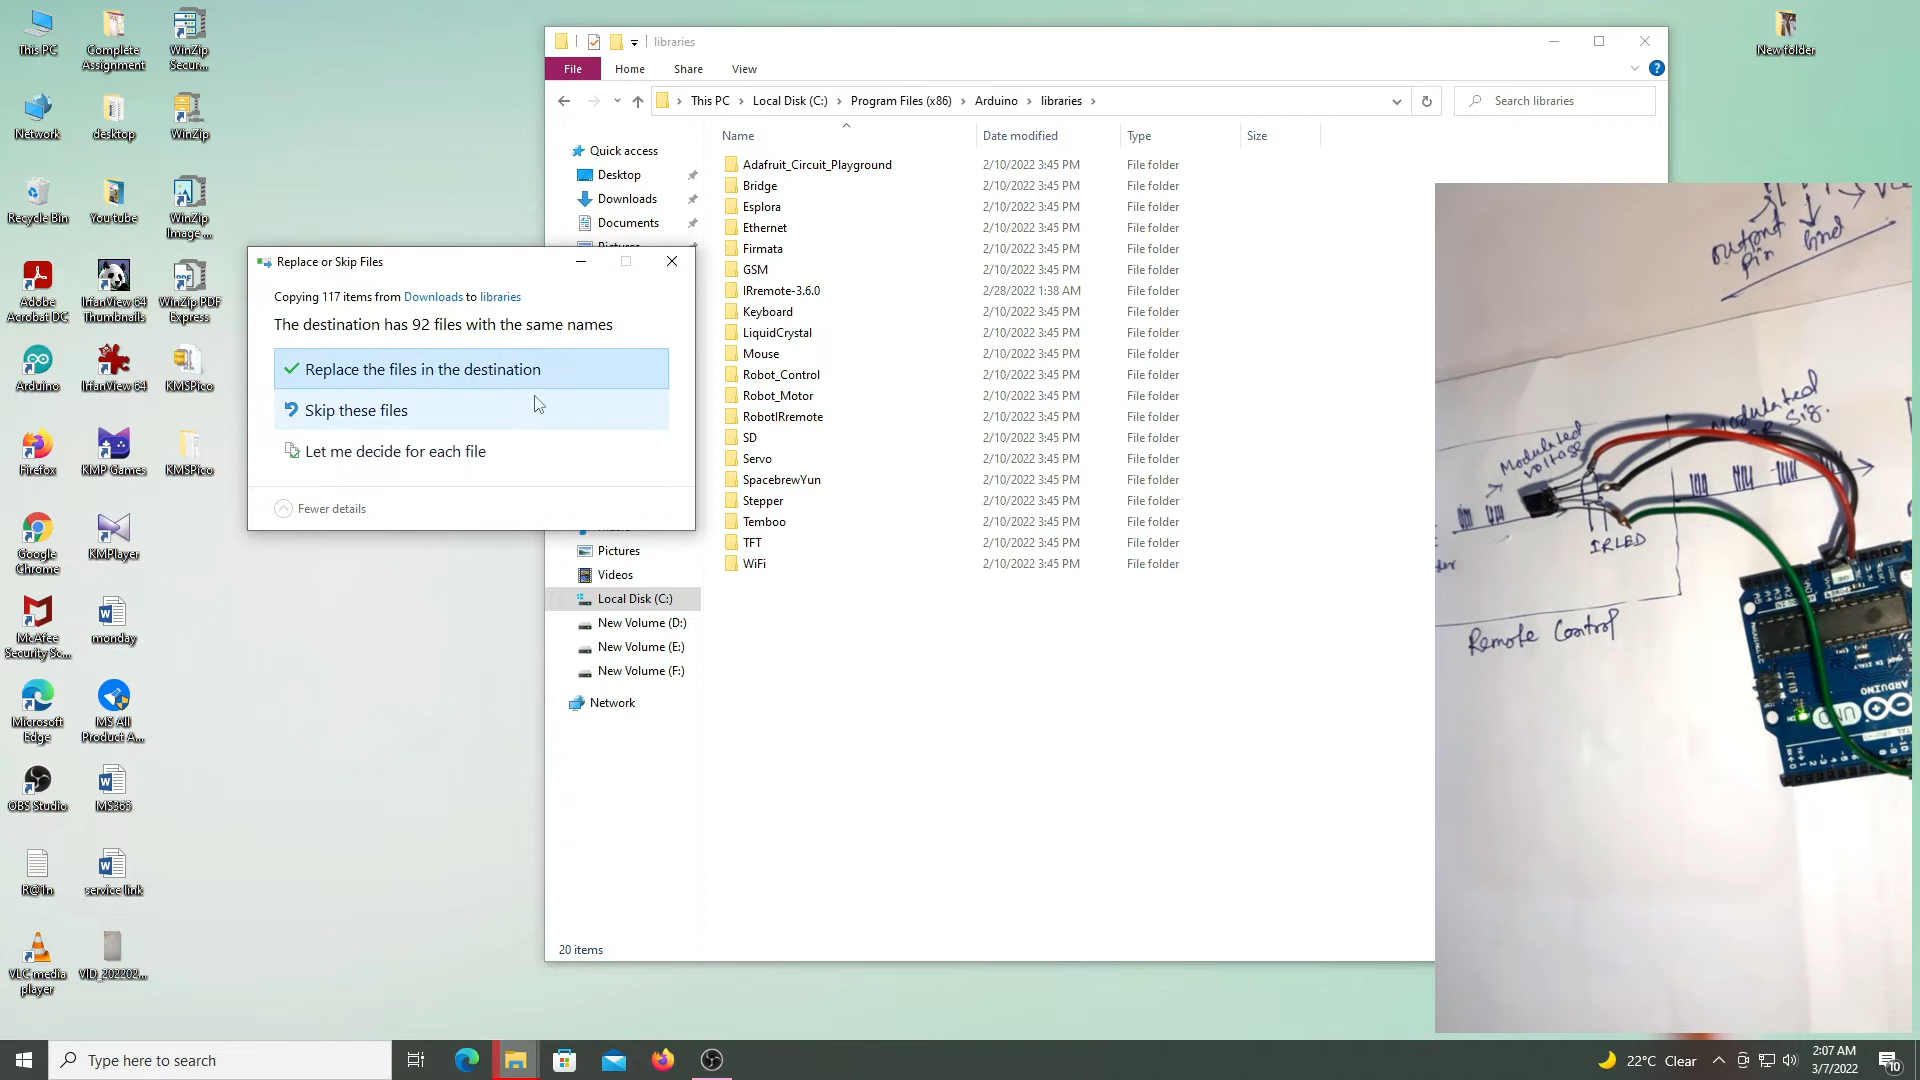 This PC
Complete Assignment
WinZip Secur...
Network
desktop
WinZip
Recycle Bin
You tube
WinZip Image ...
Adobe Acrobat DC
IrfanView 64 Thumbnails
WinZip PDF Express
Arduino
IrfanView 64
KMSPico
Firefox
KMP Games
KMSPico
Google Chrome
KMPlayer
McAfee Security Sc...
monday
Microsoft Edge
MS All Product A...
OBS Studio
MS365
R@1n
service link
VLC media player
VID_202202...
New folder
libraries
File
Home
Share
View
This PC
Local Disk (C:)
Program Files (x86)
Arduino
libraries
Search libraries
Name
Date modified
Type
Size
Quick access
Desktop
Downloads
Documents
Pictures
Pictures
Videos
Local Disk (C:)
New Volume (D:)
New Volume (E:)
New Volume (F:)
Network
Adafruit_Circuit_Playground 2/10/2022 3:45 PM File folder
Bridge 2/10/2022 3:45 PM File folder
Esplora 2/10/2022 3:45 PM File folder
Ethernet 2/10/2022 3:45 PM File folder
Firmata 2/10/2022 3:45 PM File folder
GSM 2/10/2022 3:45 PM File folder
IRremote-3.6.0 2/28/2022 1:38 AM File folder
Keyboard 2/10/2022 3:45 PM File folder
LiquidCrystal 2/10/2022 3:45 PM File folder
Mouse 2/10/2022 3:45 PM File folder
Robot_Control 2/10/2022 3:45 PM File folder
Robot_Motor 2/10/2022 3:45 PM File folder
RobotIRremote 2/10/2022 3:45 PM File folder
SD 2/10/2022 3:45 PM File folder
Servo 2/10/2022 3:45 PM File folder
SpacebrewYun 2/10/2022 3:45 PM File folder
Stepper 2/10/2022 3:45 PM File folder
Temboo 2/10/2022 3:45 PM File folder
TFT 2/10/2022 3:45 PM File folder
WiFi 2/10/2022 3:45 PM File folder
20 items
Replace or Skip Files
Copying 117 items from Downloads to libraries
The destination has 92 files with the same names
Replace the files in the destination
Skip these files
Let me decide for each file
Fewer details
output pin
Gnd
Modulated voltage
Modulated
Sig.
IRLED
Remote Control
ARDUINO
UNO
Type here to search
22°C Clear
2:07 AM
3/7/2022
10